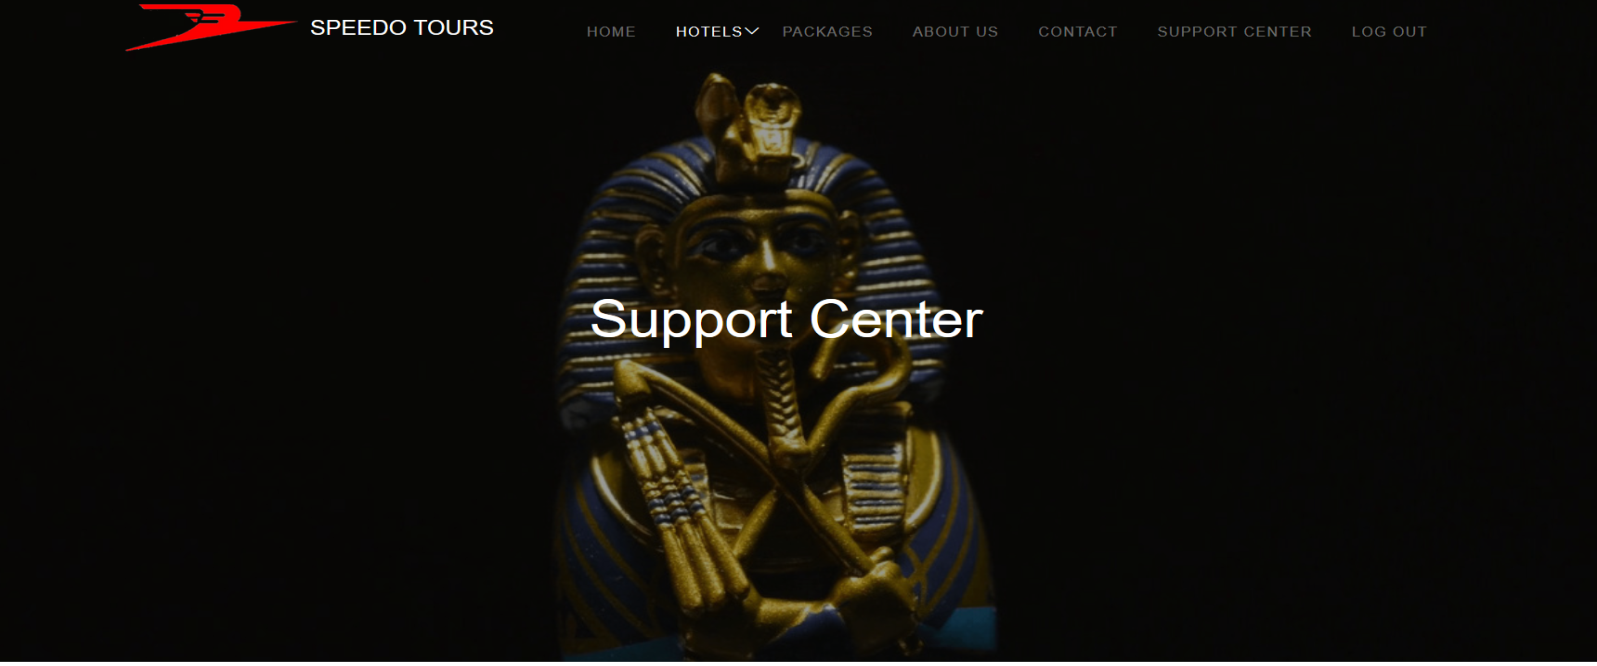 SPEEDO TOURS
HOME HOTELS PACKAGES ABOUT US CONTACT SUPPORT CENTER LOG OUT
Support Center